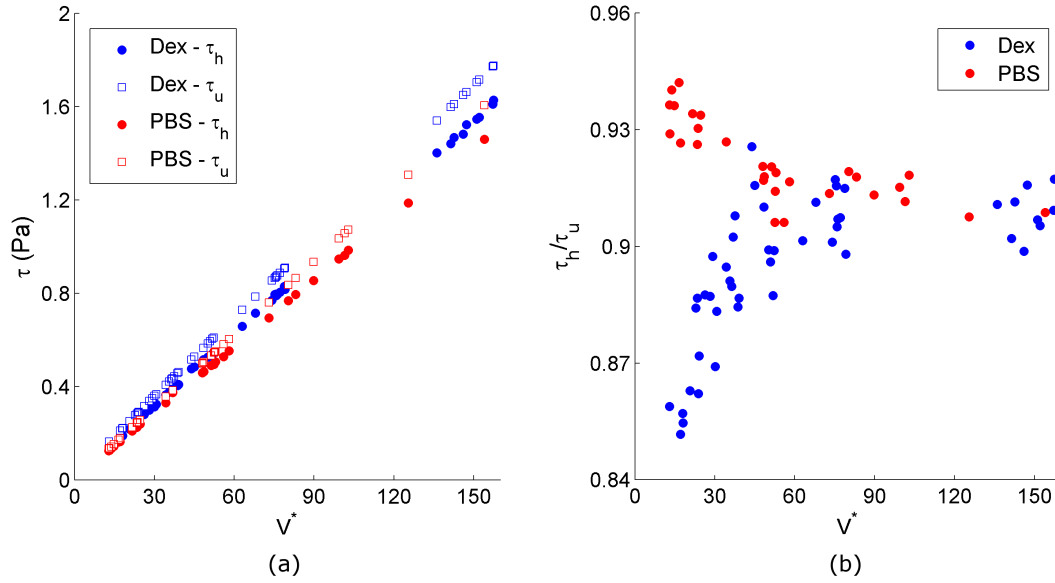 2
1.6
1.2
0.8
0.4
0
τ (Pa)
Dex - τ_h
Dex - τ_u
PBS - τ_h
PBS - τ_u
0 30 60 90 120 150
V*
(a)
0.96
0.93
0.9
0.87
0.84
τ_h/τ_u
Dex
PBS
0 30 60 90 120 150
V*
(b)